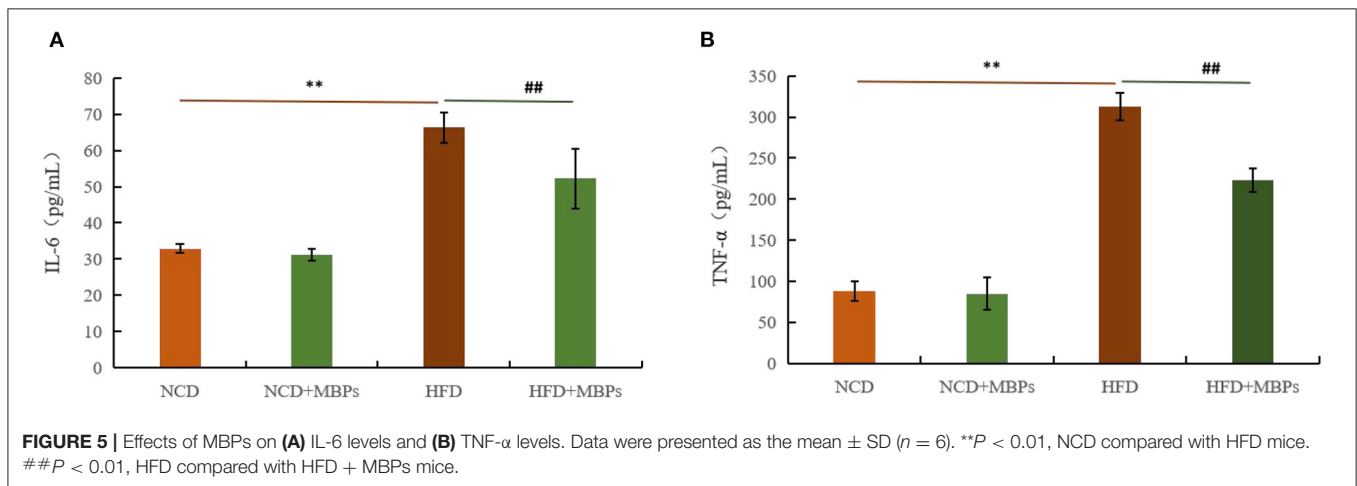 A
IL-6（pg/mL）
80
70
60
50
40
30
20
10
0
**
##
NCD
NCD+MBPs
HFD
HFD+MBPs
B
TNF-α（pg/mL）
350
300
250
200
150
100
50
0
**
##
NCD
NCD+MBPs
HFD
HFD+MBPs
FIGURE 5 | Effects of MBPs on (A) IL-6 levels and (B) TNF-α levels. Data were presented as the mean ± SD (n = 6). **P < 0.01, NCD compared with HFD mice.
##P < 0.01, HFD compared with HFD + MBPs mice.